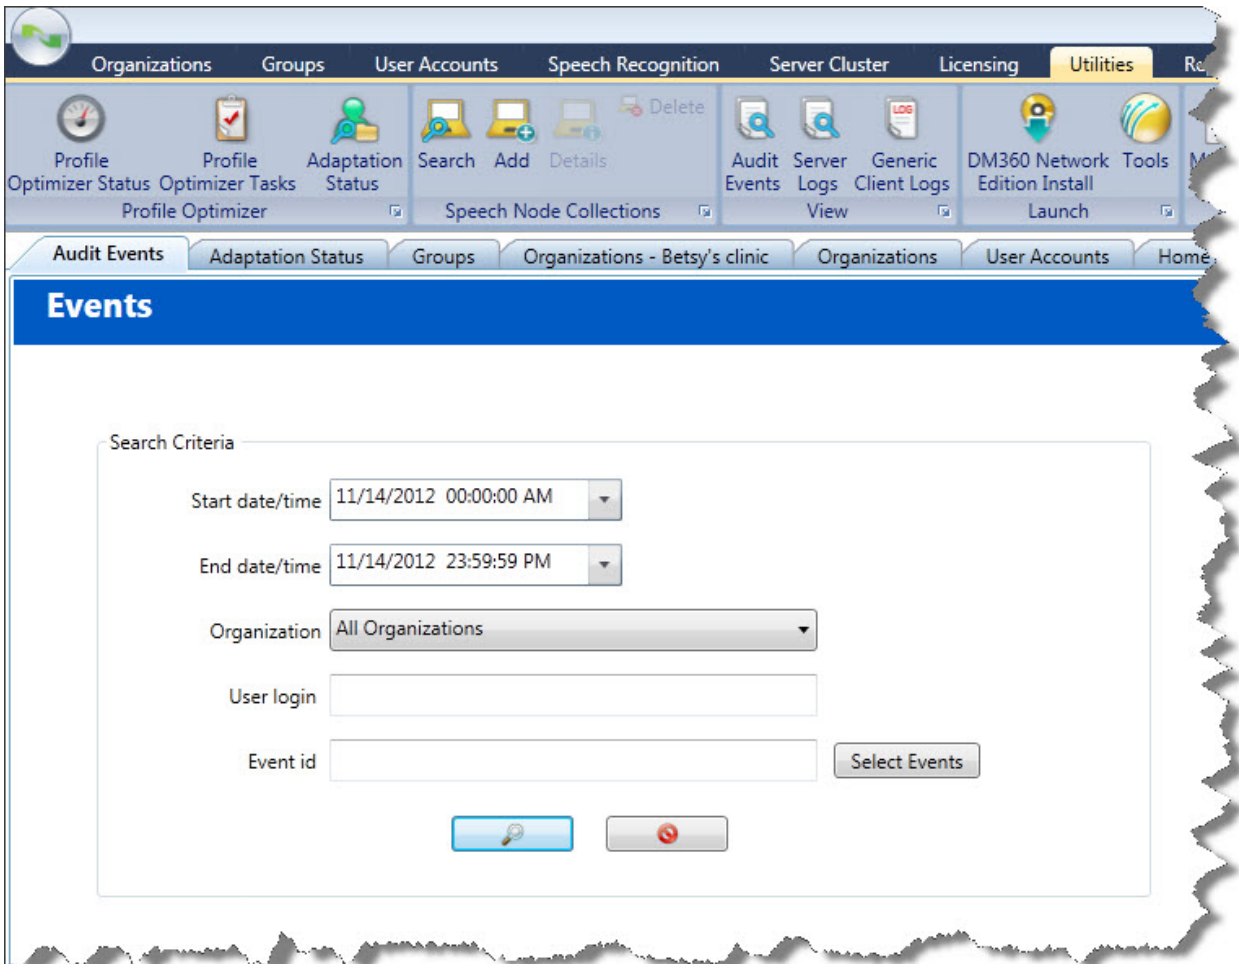 Organizations Groups User Accounts Speech Recognition Server Cluster Licensing Utilities
Delete
LOG
Profile Profile Adaptation Search Add Details Audit Server Generic DM360 Network Tools
Optimizer Status Optimizer Tasks Status Events Logs Client Logs Edition Install
Profile Optimizer Speech Node Collections View Launch
Audit Events Adaptation Status Groups Organizations - Betsy's clinic Organizations User Accounts Home
Events
Search Criteria
Start date/time 11/14/2012 00:00:00 AM
End date/time 11/14/2012 23:59:59 PM
Organization All Organizations
User login
Event id Select Events